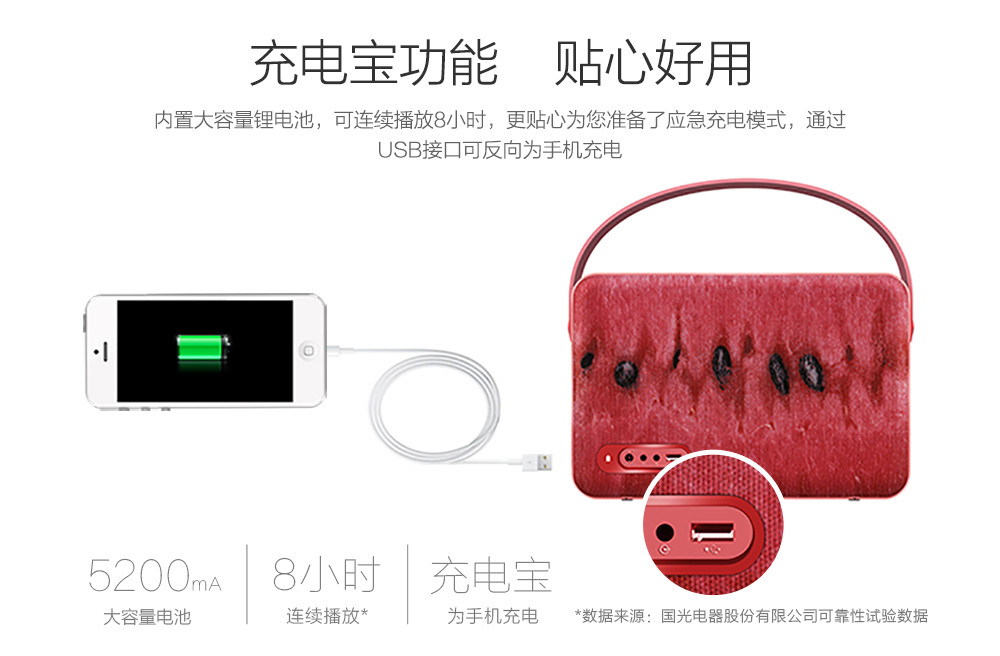 充电宝功能 贴心好用
内置大容量锂电池，可连续播放8小时，更贴心为您准备了应急充电模式，通过
USB接口可反向为手机充电
5200mA
大容量电池
8小时
连续播放*
充电宝
为手机充电
*数据来源：国光电器股份有限公司可靠性试验数据